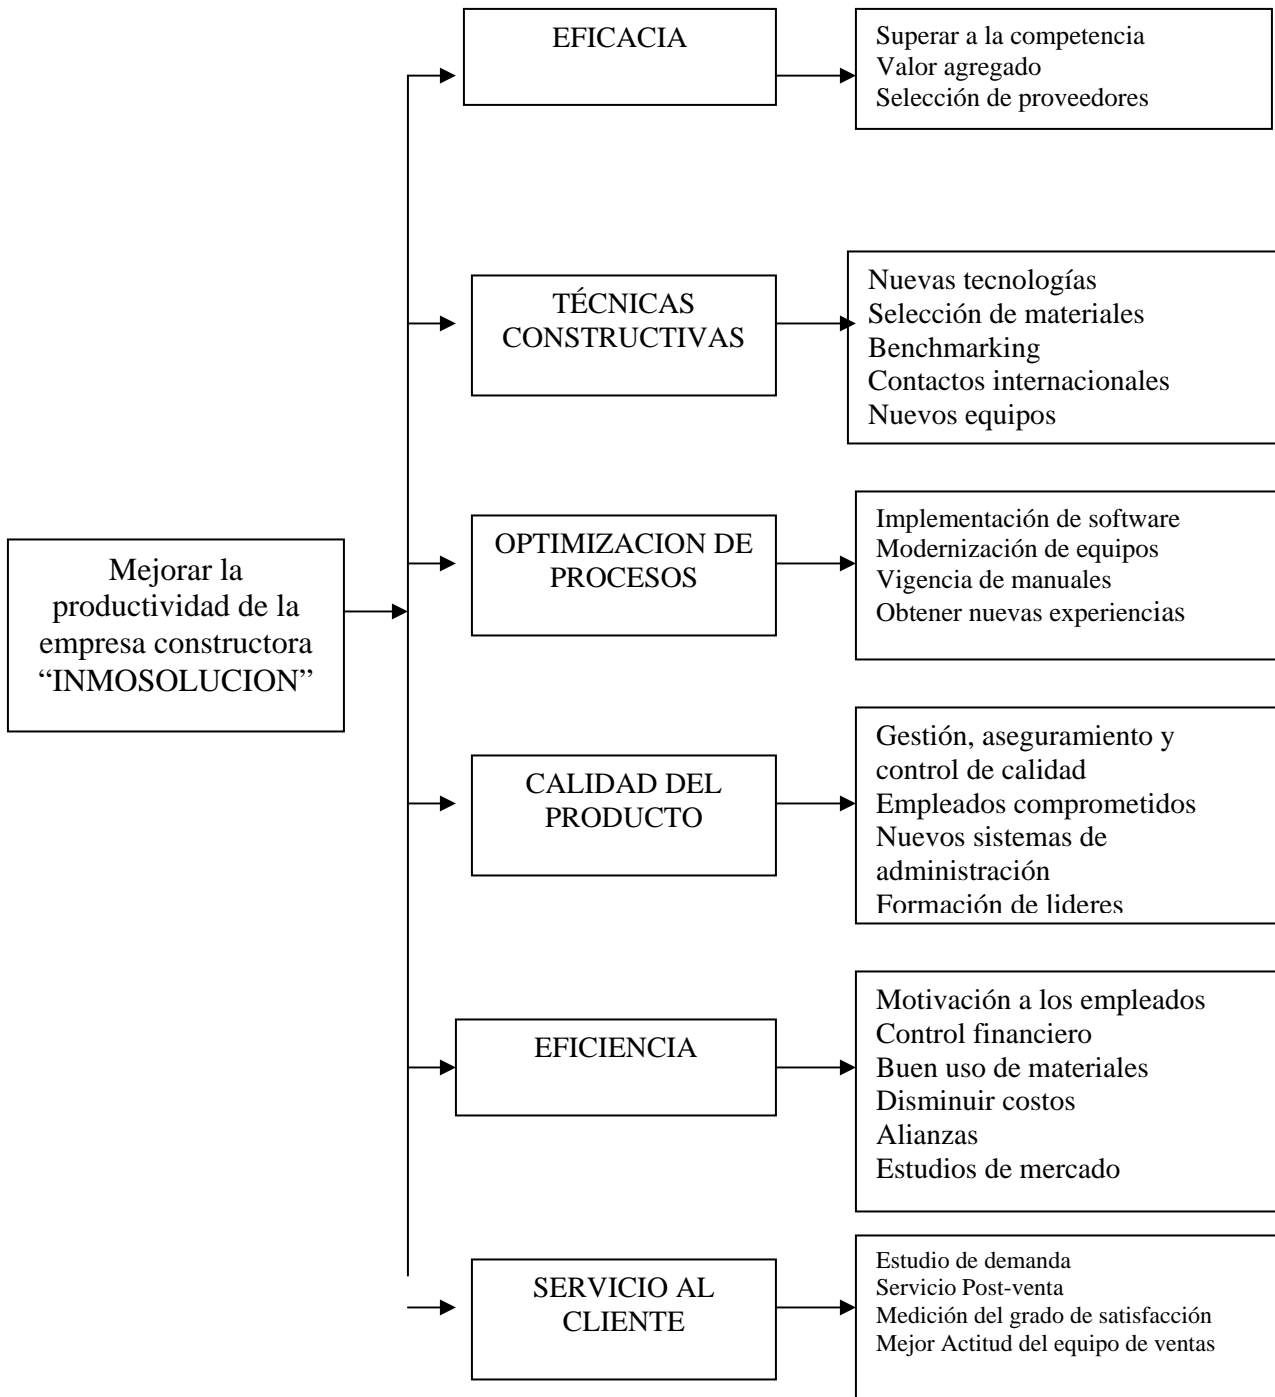 EFICACIA
Superar a la competencia
Valor agregado
Selección de proveedores
TÉCNICAS
CONSTRUCTIVAS
Nuevas tecnologías
Selección de materiales
Benchmarking
Contactos internacionales
Nuevos equipos
Mejorar la
productividad de la
empresa constructora
“INMOSOLUCION”
OPTIMIZACION DE
PROCESOS
Implementación de software
Modernización de equipos
Vigencia de manuales
Obtener nuevas experiencias
CALIDAD DEL
PRODUCTO
Gestión, aseguramiento y
control de calidad
Empleados comprometidos
Nuevos sistemas de
administración
Formación de lideres
EFICIENCIA
Motivación a los empleados
Control financiero
Buen uso de materiales
Disminuir costos
Alianzas
Estudios de mercado
SERVICIO AL
CLIENTE
Estudio de demanda
Servicio Post-venta
Medición del grado de satisfacción
Mejor Actitud del equipo de ventas